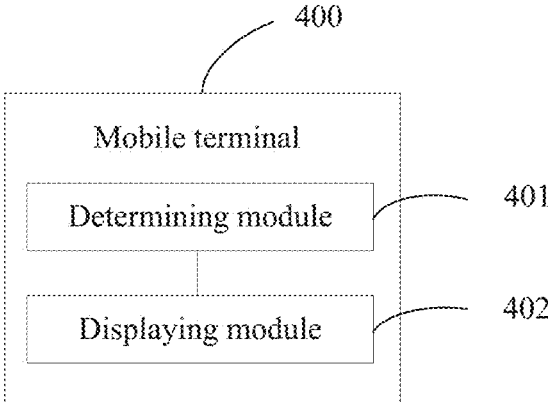 400
Mobile terminal
Determining module
401
Displaying module
402